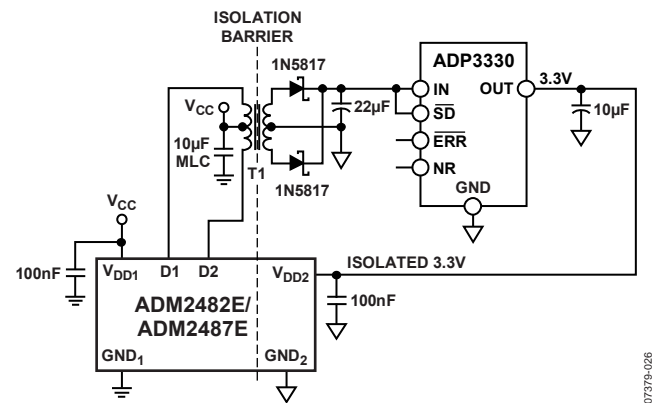 ISOLATION
BARRIER
1N5817
ADP3330
IN
OUT
3.3V
VCC
22µF
SD
10µF
10µF
MLC
ERR
T1
NR
1N5817
GND
VCC
100nF
VDD1
D1
D2
VDD2
ISOLATED 3.3V
ADM2482E/
ADM2487E
100nF
GND1
GND2
07379-026